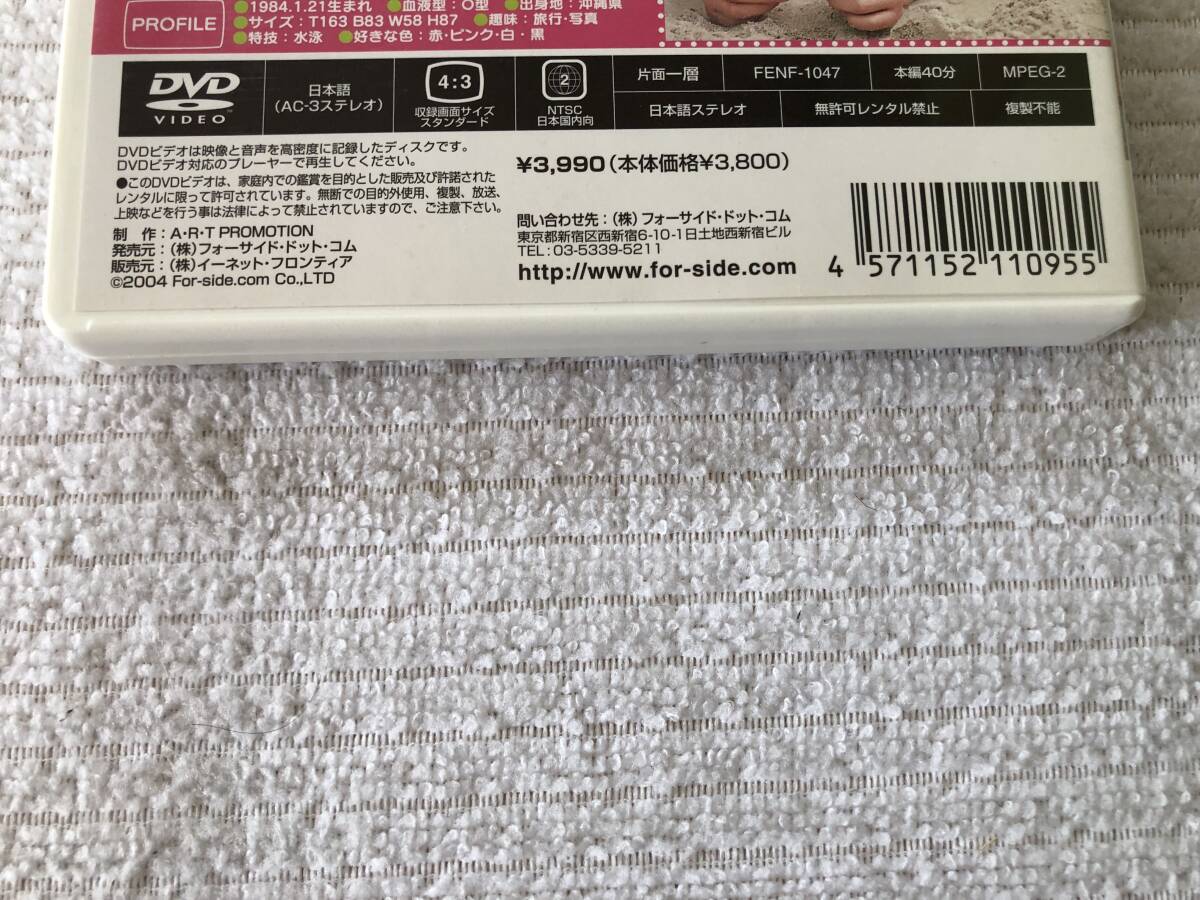 PROFILE
●1984.1.21生まれ ●血液型：O型 ●出身地：沖縄県
●サイズ：T163 B83 W58 H87 ●趣味：旅行・写真
●特技：水泳 ●好きな色：赤・ピンク・白・黒
DVD
VIDEO
日本語
(AC-3ステレオ)
4:3
収録画面サイズ
スタンダード
2
NTSC
日本国内向
片面一層 FENF-1047 本編40分 MPEG-2
日本語ステレオ 無許可レンタル禁止 複製不能
DVDビデオは映像と音声を高密度に記録したディスクです。
DVDビデオ対応のプレーヤーで再生してください。
●このDVDビデオは、家庭内での鑑賞を目的とした販売及び許諾された
レンタルに限って許可されています。無断での目的外使用、複製、放送、
上映などを行う事は法律によって禁止されていますので、ご注意下さい。
制 作：A・R・T PROMOTION
発売元：(株)フォーサイド・ドット・コム
販売元：(株)イーネット・フロンティア
©2004 For-side.com Co.,LTD
¥3,990(本体価格¥3,800)
問い合わせ先：(株)フォーサイド・ドット・コム
東京都新宿区西新宿6-10-1日土地西新宿ビル
TEL：03-5339-5211
http://www.for-side.com
4 571152 110955